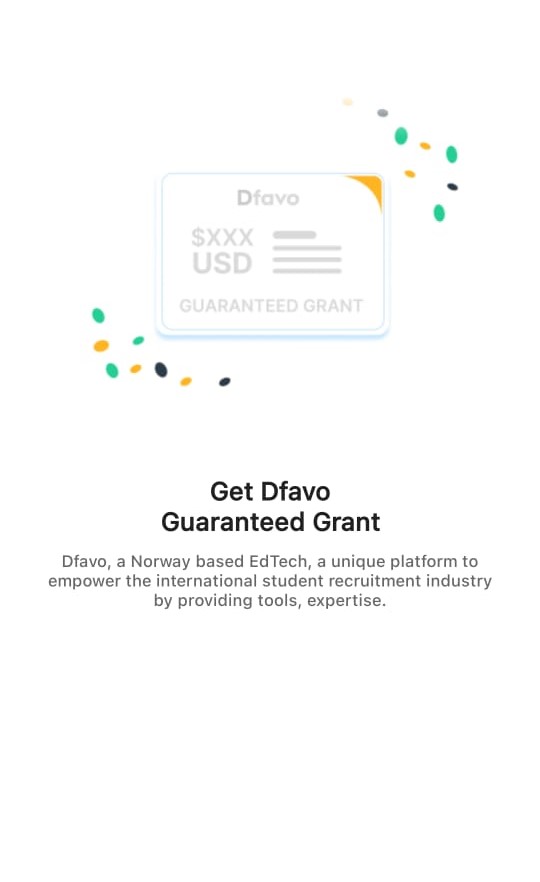 Dfavo
$XXX
USD
GUARANTEED GRANT
Get Dfavo
Guaranteed Grant
Dfavo, a Norway based EdTech, a unique platform to
empower the international student recruitment industry
by providing tools, expertise.